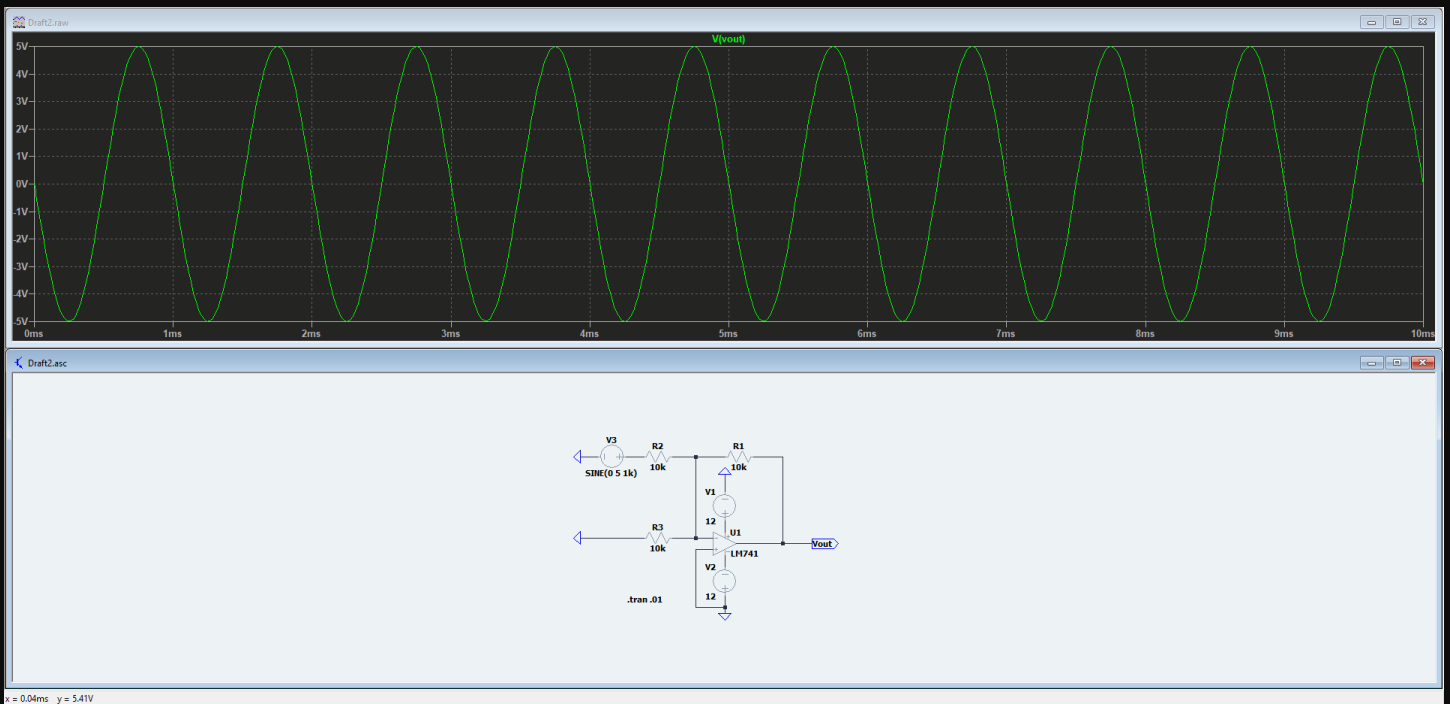 Draft2.raw
V(vout)
5V
4V
3V
2V
1V
0V
-1V
-2V
-3V
-4V
-5V
0ms 1ms 2ms 3ms 4ms 5ms 6ms 7ms 8ms 9ms 10ms
Draft2.asc
V3
R2
R1
SINE(0 5 1k)
10k
10k
V1
12
R3
U1
10k
LM741
Vout
V2
12
.tran .01
x = 0.04ms y = 5.41V